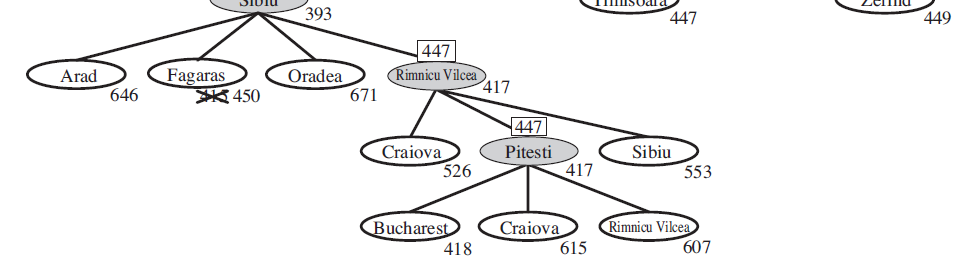 Sibiu 393 Timisoara 447 Zerind 449
447
Arad 646 Fagaras 415 450 Oradea 671 Rimnicu Vilcea 417
447
Craiova 526 Pitesti 417 Sibiu 553
Bucharest 418 Craiova 615 Rimnicu Vilcea 607